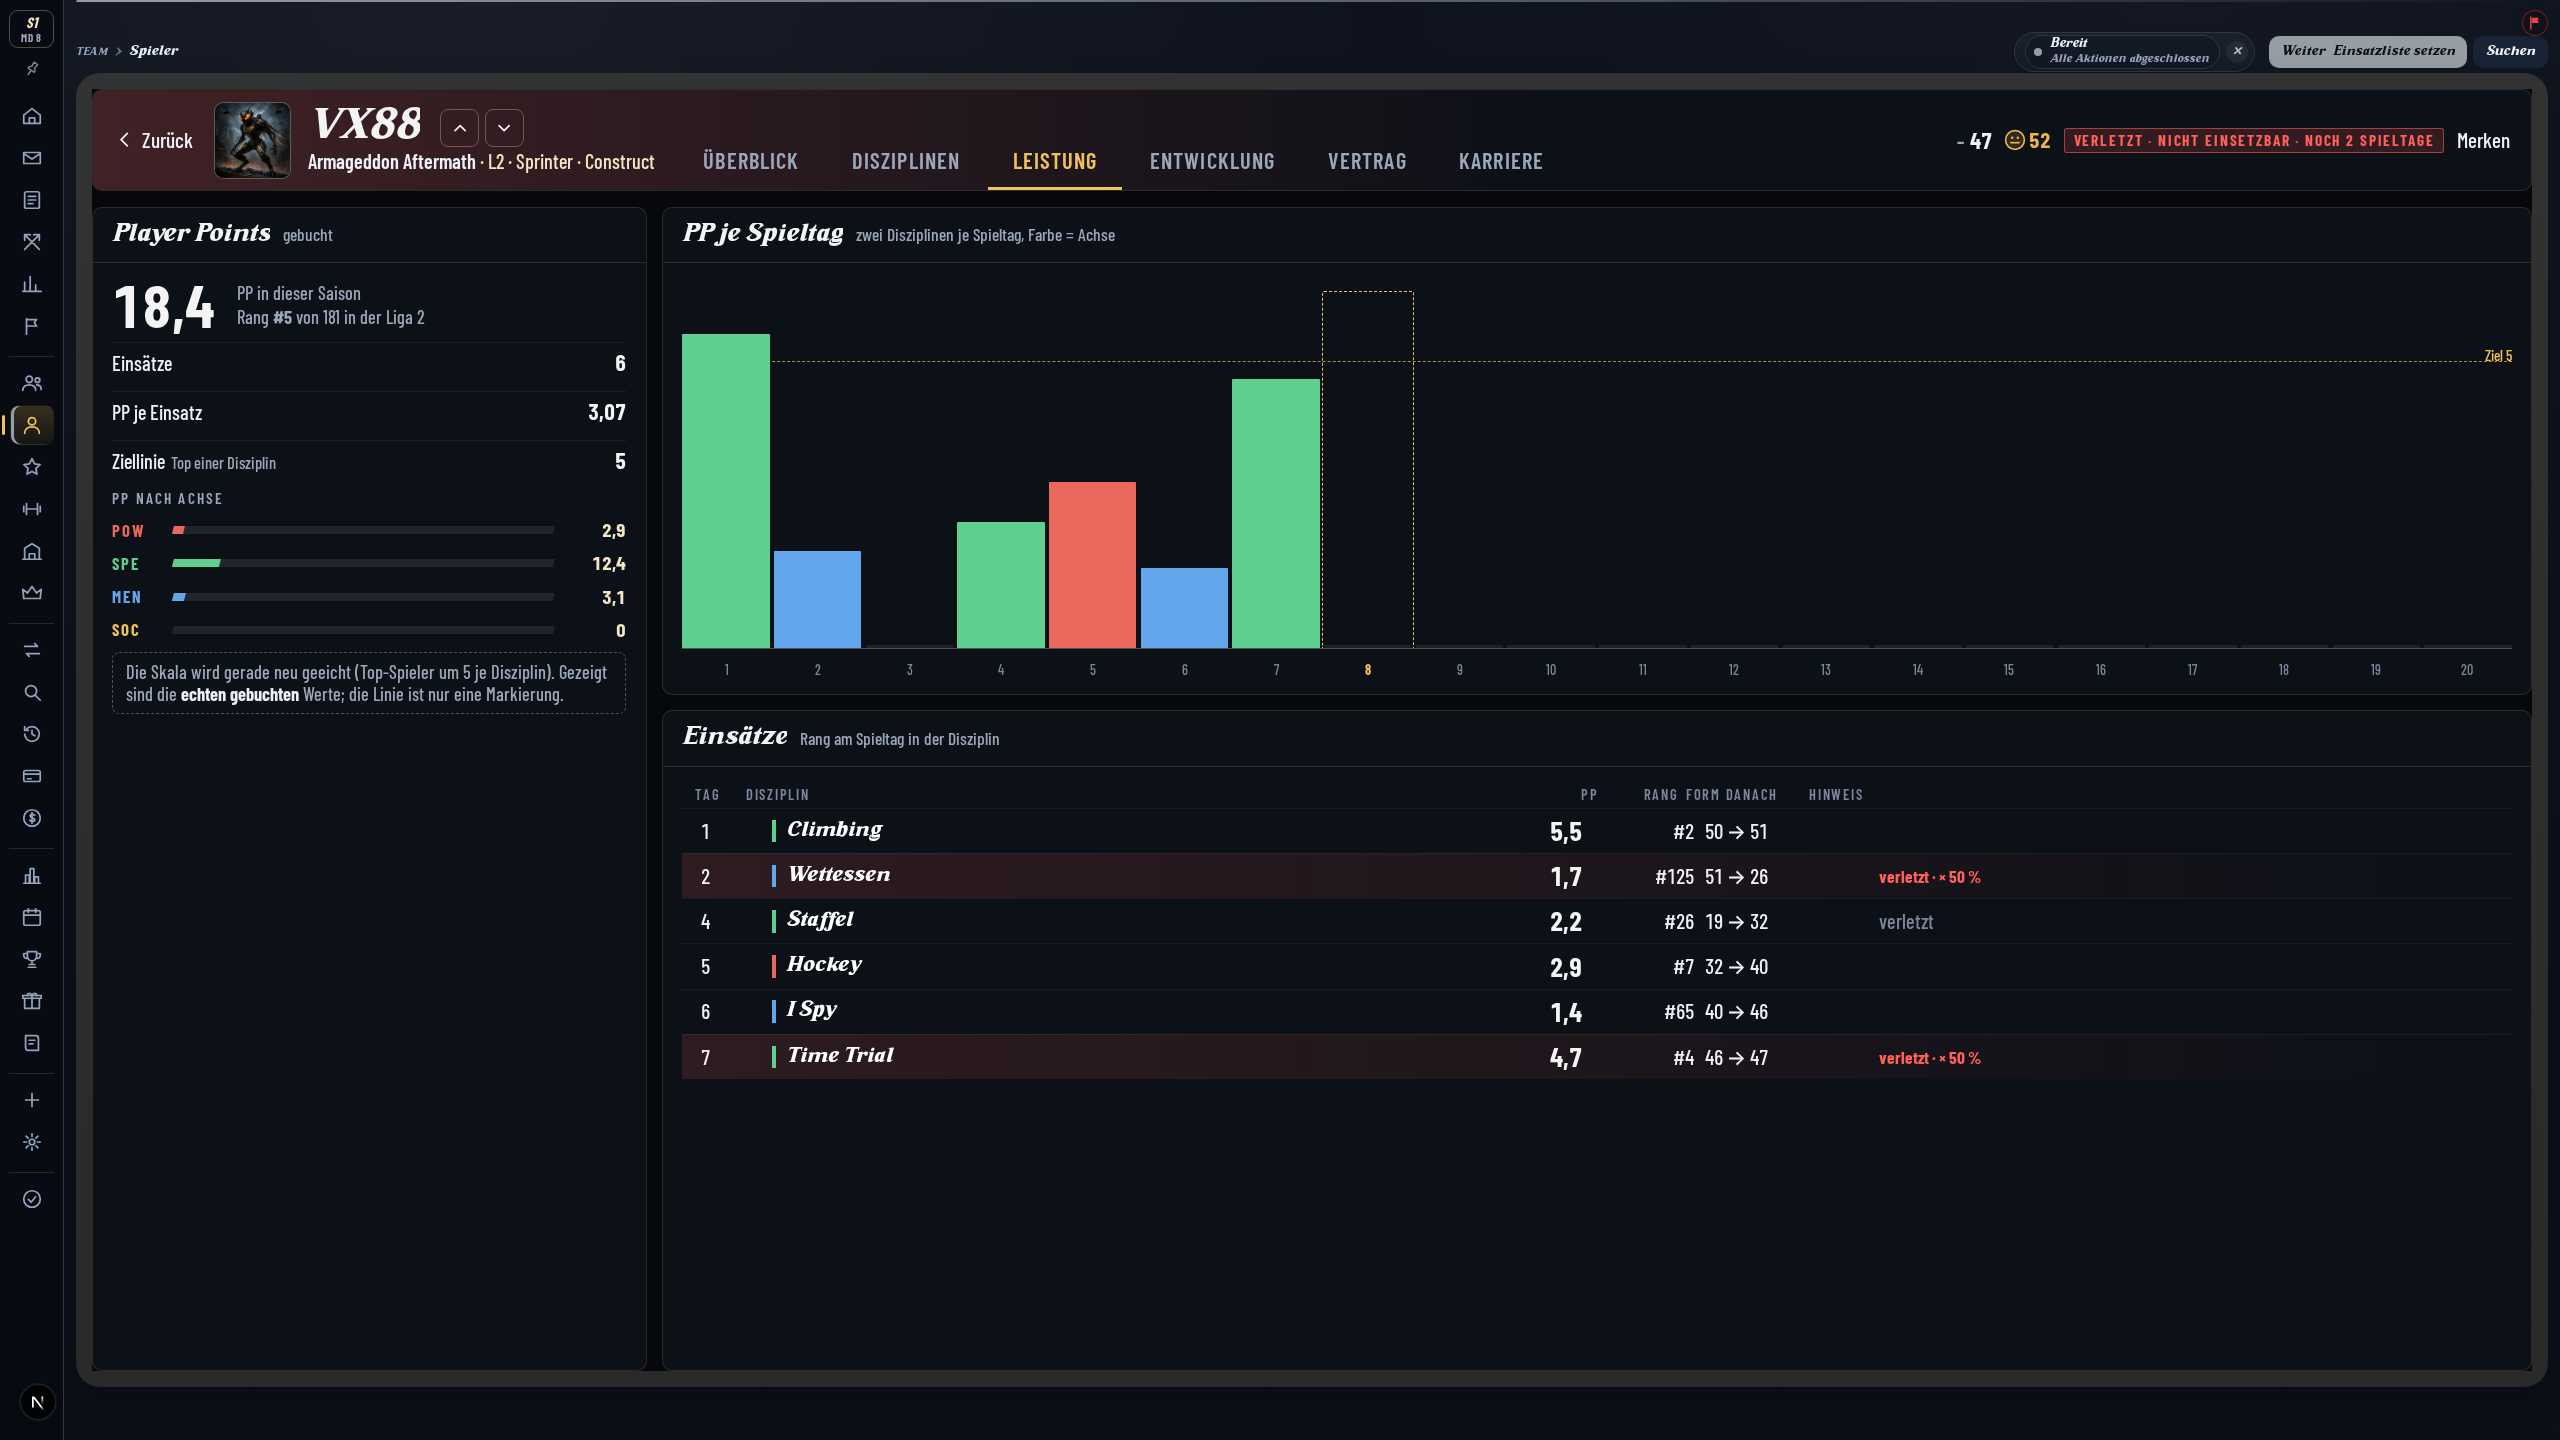 S1
MD 8
TEAM › Spieler
Bereit
Alle Aktionen abgeschlossen
Weiter Einsatzliste setzen
Suchen
Zurück
VX88
Armageddon Aftermath · L2 · Sprinter · Construct
ÜBERBLICK DISZIPLINEN LEISTUNG ENTWICKLUNG VERTRAG KARRIERE
- 47 52 VERLETZT · NICHT EINSETZBAR · NOCH 2 SPIELTAGE Merken
Player Points gebucht
18,4
PP in dieser Saison
Rang #5 von 181 in der Liga 2
Einsätze 6
PP je Einsatz 3,07
Ziellinie Top einer Disziplin 5
PP NACH ACHSE
POW 2,9
SPE 12,4
MEN 3,1
SOC 0
Die Skala wird gerade neu geeicht (Top-Spieler um 5 je Disziplin). Gezeigt
sind die echten gebuchten Werte; die Linie ist nur eine Markierung.
PP je Spieltag zwei Disziplinen je Spieltag, Farbe = Achse
Ziel 5
1 2 3 4 5 6 7 8 9 10 11 12 13 14 15 16 17 18 19 20
Einsätze Rang am Spieltag in der Disziplin
TAG DISZIPLIN PP RANG FORM DANACH HINWEIS
1 Climbing 5,5 #2 50 → 51
2 Wettessen 1,7 #125 51 → 26 verletzt · × 50 %
4 Staffel 2,2 #26 19 → 32 verletzt
5 Hockey 2,9 #7 32 → 40
6 I Spy 1,4 #65 40 → 46
7 Time Trial 4,7 #4 46 → 47 verletzt · × 50 %
N